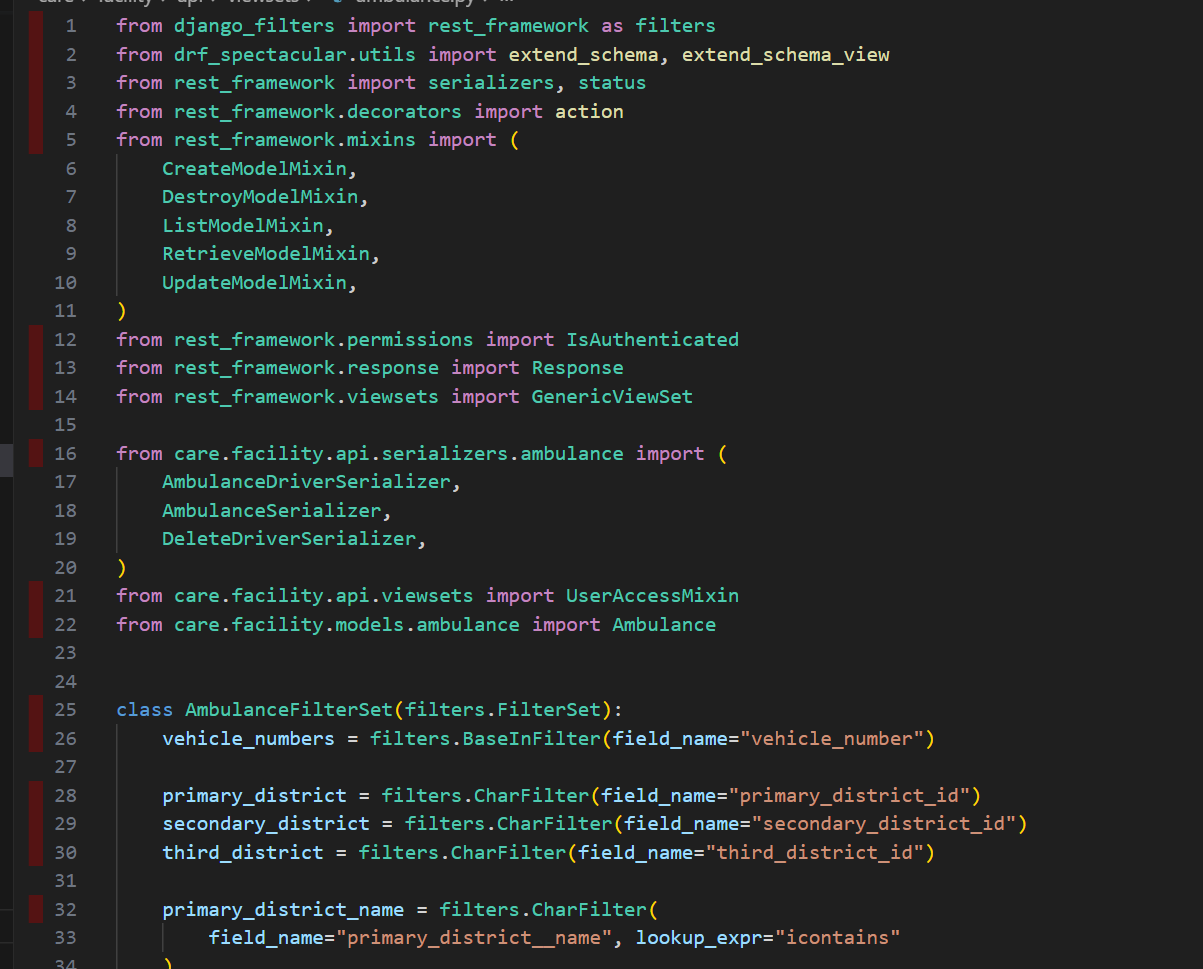 care > facility > api > viewsets > ambulance.py > ...
1 from django_filters import rest_framework as filters
2 from drf_spectacular.utils import extend_schema, extend_schema_view
3 from rest_framework import serializers, status
4 from rest_framework.decorators import action
5 from rest_framework.mixins import (
6     CreateModelMixin,
7     DestroyModelMixin,
8     ListModelMixin,
9     RetrieveModelMixin,
10     UpdateModelMixin,
11 )
12 from rest_framework.permissions import IsAuthenticated
13 from rest_framework.response import Response
14 from rest_framework.viewsets import GenericViewSet
15
16 from care.facility.api.serializers.ambulance import (
17     AmbulanceDriverSerializer,
18     AmbulanceSerializer,
19     DeleteDriverSerializer,
20 )
21 from care.facility.api.viewsets import UserAccessMixin
22 from care.facility.models.ambulance import Ambulance
23
24
25 class AmbulanceFilterSet(filters.FilterSet):
26     vehicle_numbers = filters.BaseInFilter(field_name="vehicle_number")
27
28     primary_district = filters.CharFilter(field_name="primary_district_id")
29     secondary_district = filters.CharFilter(field_name="secondary_district_id")
30     third_district = filters.CharFilter(field_name="third_district_id")
31
32     primary_district_name = filters.CharFilter(
33         field_name="primary_district__name", lookup_expr="icontains"
34     )